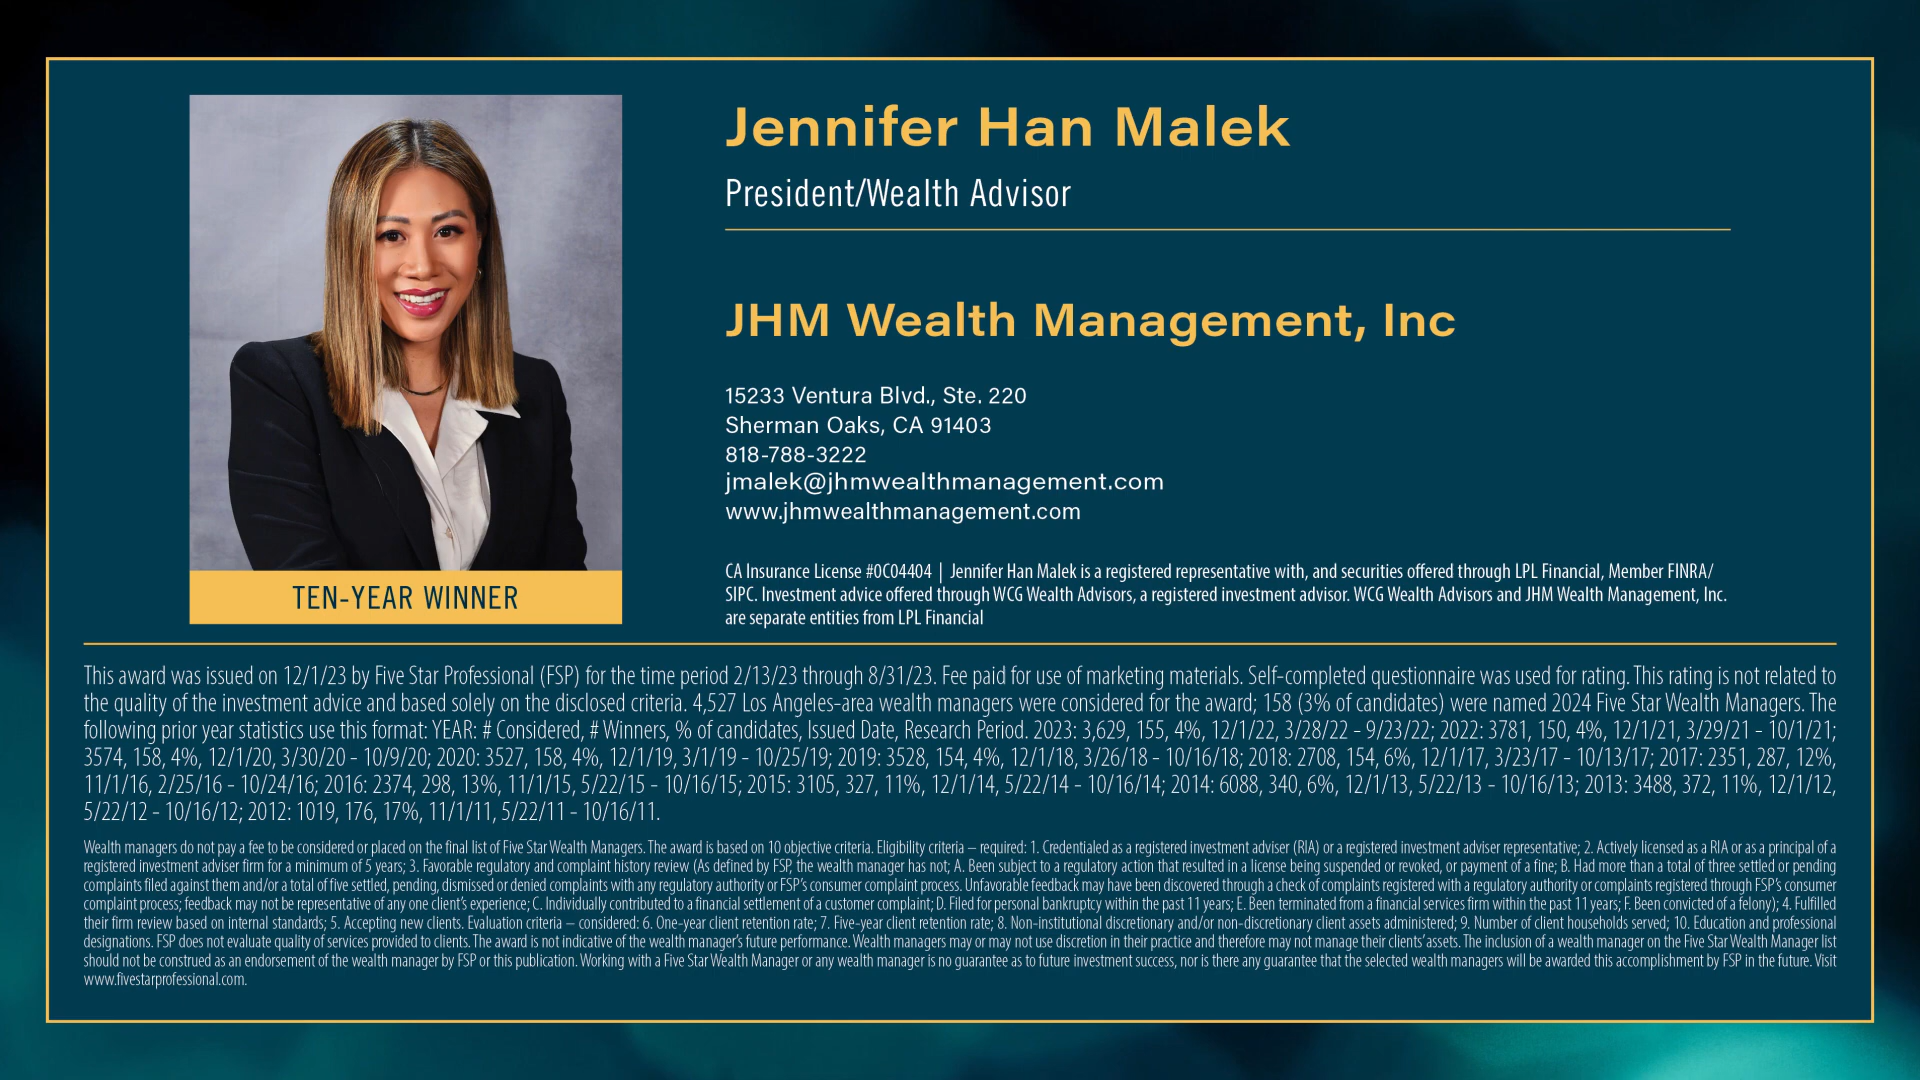 Jennifer Han Malek
President/Wealth Advisor
JHM Wealth Management, Inc
15233 Ventura Blvd., Ste. 220
Sherman Oaks, CA 91403
818-788-3222
jmalek@jhmwealthmanagement.com
www.jhmwealthmanagement.com
CA Insurance License #0C04404 | Jennifer Han Malek is a registered representative with, and securities offered through LPL Financial, Member FINRA/
SIPC. Investment advice offered through WCG Wealth Advisors, a registered investment advisor. WCG Wealth Advisors and JHM Wealth Management, Inc.
are separate entities from LPL Financial
TEN-YEAR WINNER
This award was issued on 12/1/23 by Five Star Professional (FSP) for the time period 2/13/23 through 8/31/23. Fee paid for use of marketing materials. Self-completed questionnaire was used for rating. This rating is not related to
the quality of the investment advice and based solely on the disclosed criteria. 4,527 Los Angeles-area wealth managers were considered for the award; 158 (3% of candidates) were named 2024 Five Star Wealth Managers. The
following prior year statistics use this format: YEAR: # Considered, # Winners, % of candidates, Issued Date, Research Period. 2023: 3,629, 155, 4%, 12/1/22, 3/28/22 - 9/23/22; 2022: 3781, 150, 4%, 12/1/21, 3/29/21 - 10/1/21;
3574, 158, 4%, 12/1/20, 3/30/20 - 10/9/20; 2020: 3527, 158, 4%, 12/1/19, 3/1/19 - 10/25/19; 2019: 3528, 154, 4%, 12/1/18, 3/26/18 - 10/16/18; 2018: 2708, 154, 6%, 12/1/17, 3/23/17 - 10/13/17; 2017: 2351, 287, 12%,
11/1/16, 2/25/16 - 10/24/16; 2016: 2374, 298, 13%, 11/1/15, 5/22/15 - 10/16/15; 2015: 3105, 327, 11%, 12/1/14, 5/22/14 - 10/16/14; 2014: 6088, 340, 6%, 12/1/13, 5/22/13 - 10/16/13; 2013: 3488, 372, 11%, 12/1/12,
5/22/12 - 10/16/12; 2012: 1019, 176, 17%, 11/1/11, 5/22/11 - 10/16/11.
Wealth managers do not pay a fee to be considered or placed on the final list of Five Star Wealth Managers. The award is based on 10 objective criteria. Eligibility criteria – required: 1. Credentialed as a registered investment adviser (RIA) or a registered investment adviser representative; 2. Actively licensed as a RIA or as a principal of a
registered investment adviser firm for a minimum of 5 years; 3. Favorable regulatory and complaint history review (As defined by FSP, the wealth manager has not; A. Been subject to a regulatory action that resulted in a license being suspended or revoked, or payment of a fine; B. Had more than a total of three settled or pending
complaints filed against them and/or a total of five settled, pending, dismissed or denied complaints with any regulatory authority or FSP's consumer complaint process. Unfavorable feedback may have been discovered through a check of complaints registered with a regulatory authority or complaints registered through FSP's consumer
complaint process; feedback may not be representative of any one client's experience; C. Individually contributed to a financial settlement of a customer complaint; D. Filed for personal bankruptcy within the past 11 years; E. Been terminated from a financial services firm within the past 11 years; F. Been convicted of a felony); 4. Fulfilled
their firm review based on internal standards; 5. Accepting new clients. Evaluation criteria – considered: 6. One-year client retention rate; 7. Five-year client retention rate; 8. Non-institutional discretionary and/or non-discretionary client assets administered; 9. Number of client households served; 10. Education and professional
designations. FSP does not evaluate quality of services provided to clients. The award is not indicative of the wealth manager's future performance. Wealth managers may or may not use discretion in their practice and therefore may not manage their clients' assets. The inclusion of a wealth manager on the Five Star Wealth Manager list
should not be construed as an endorsement of the wealth manager by FSP or this publication. Working with a Five Star Wealth Manager or any wealth manager is no guarantee as to future investment success, nor is there any guarantee that the selected wealth managers will be awarded this accomplishment by FSP in the future. Visit
www.fivestarprofessional.com.